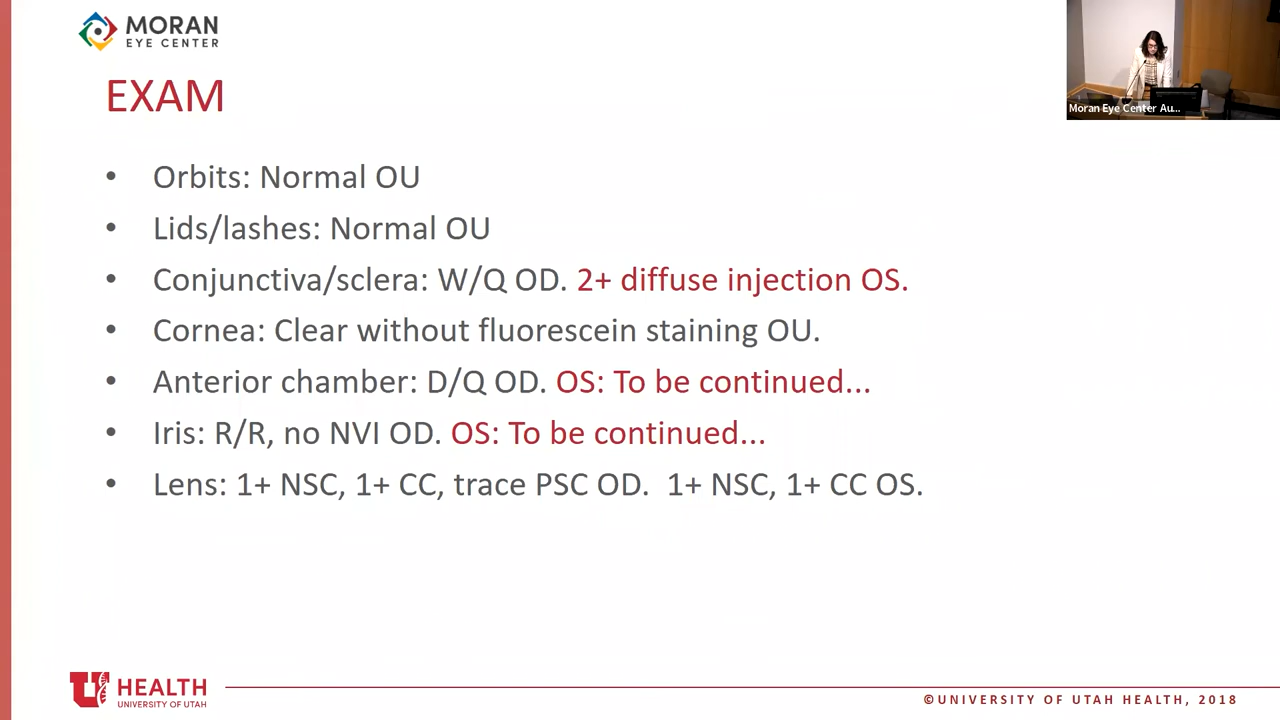 MORAN
EYE CENTER
Moran Eye Center Au...
EXAM
• Orbits: Normal OU
• Lids/lashes: Normal OU
• Conjunctiva/sclera: W/Q OD. 2+ diffuse injection OS.
• Cornea: Clear without fluorescein staining OU.
• Anterior chamber: D/Q OD. OS: To be continued...
• Iris: R/R, no NVI OD. OS: To be continued...
• Lens: 1+ NSC, 1+ CC, trace PSC OD. 1+ NSC, 1+ CC OS.
U HEALTH
UNIVERSITY OF UTAH
©UNIVERSITY OF UTAH HEALTH, 2018